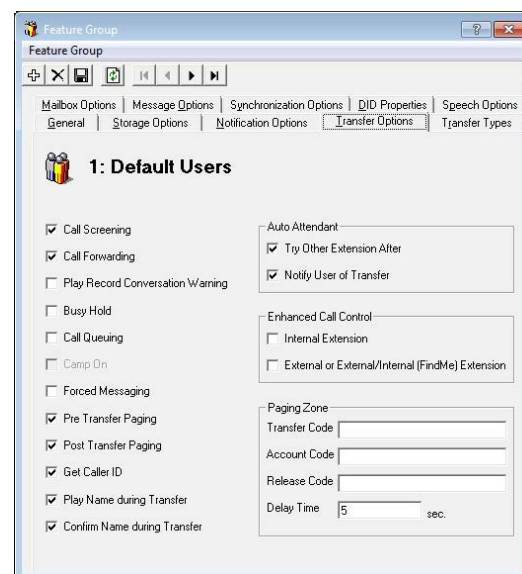 Feature Group
Feature Group
Mailbox Options Message Options Synchronization Options DID Properties Speech Options
General Storage Options Notification Options Transfer Options Transfer Types
1: Default Users
Call Screening
Call Forwarding
Play Record Conversation Warning
Busy Hold
Call Queuing
Camp On
Forced Messaging
Pre Transfer Paging
Post Transfer Paging
Get Caller ID
Play Name during Transfer
Confirm Name during Transfer
Auto Attendant
Try Other Extension After
Notify User of Transfer
Enhanced Call Control
Internal Extension
External or External/Internal (FindMe) Extension
Paging Zone
Transfer Code
Account Code
Release Code
Delay Time 5 sec.